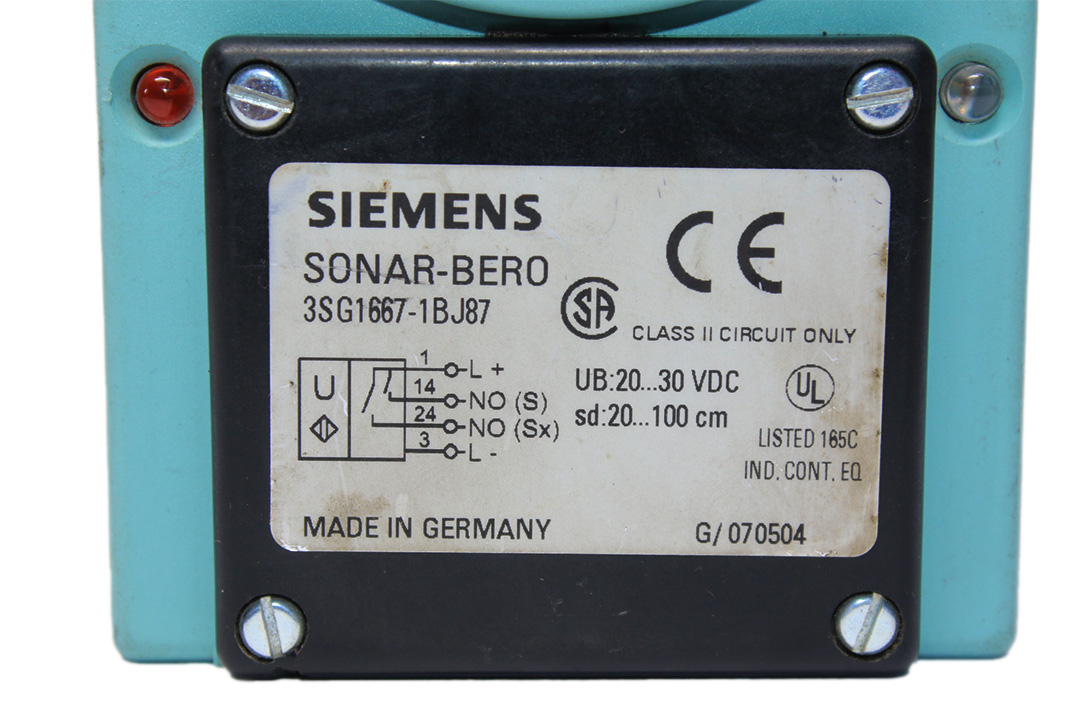 SIEMENS
SONAR-BERO
3SG1667-1BJ87
CE
SA
CLASS II CIRCUIT ONLY
U
1 L +
14 NO (S)
24 NO (Sx)
3 L -
UB:20...30 VDC
sd:20...100 cm
UL
LISTED 165C
IND. CONT. EQ
MADE IN GERMANY
G/ 070504